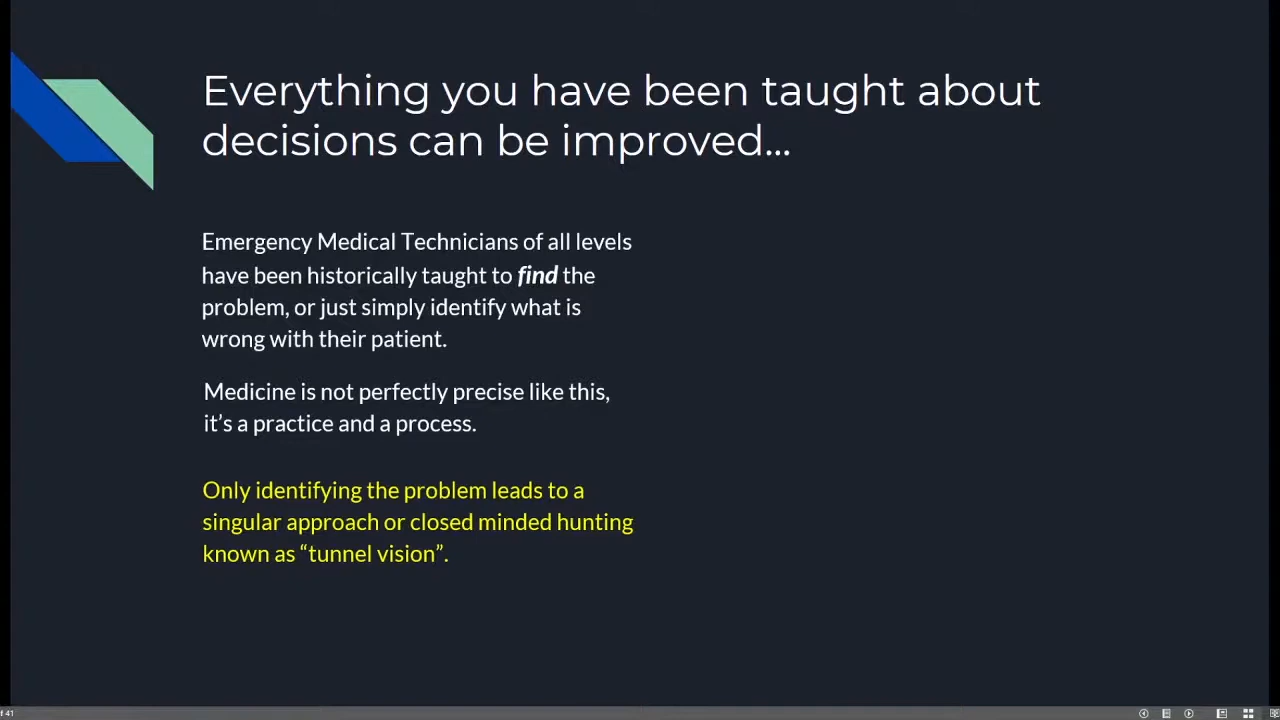 Everything you have been taught about
decisions can be improved...
Emergency Medical Technicians of all levels
have been historically taught to find the
problem, or just simply identify what is
wrong with their patient.
Medicine is not perfectly precise like this,
it’s a practice and a process.
Only identifying the problem leads to a
singular approach or closed minded hunting
known as “tunnel vision”.
41